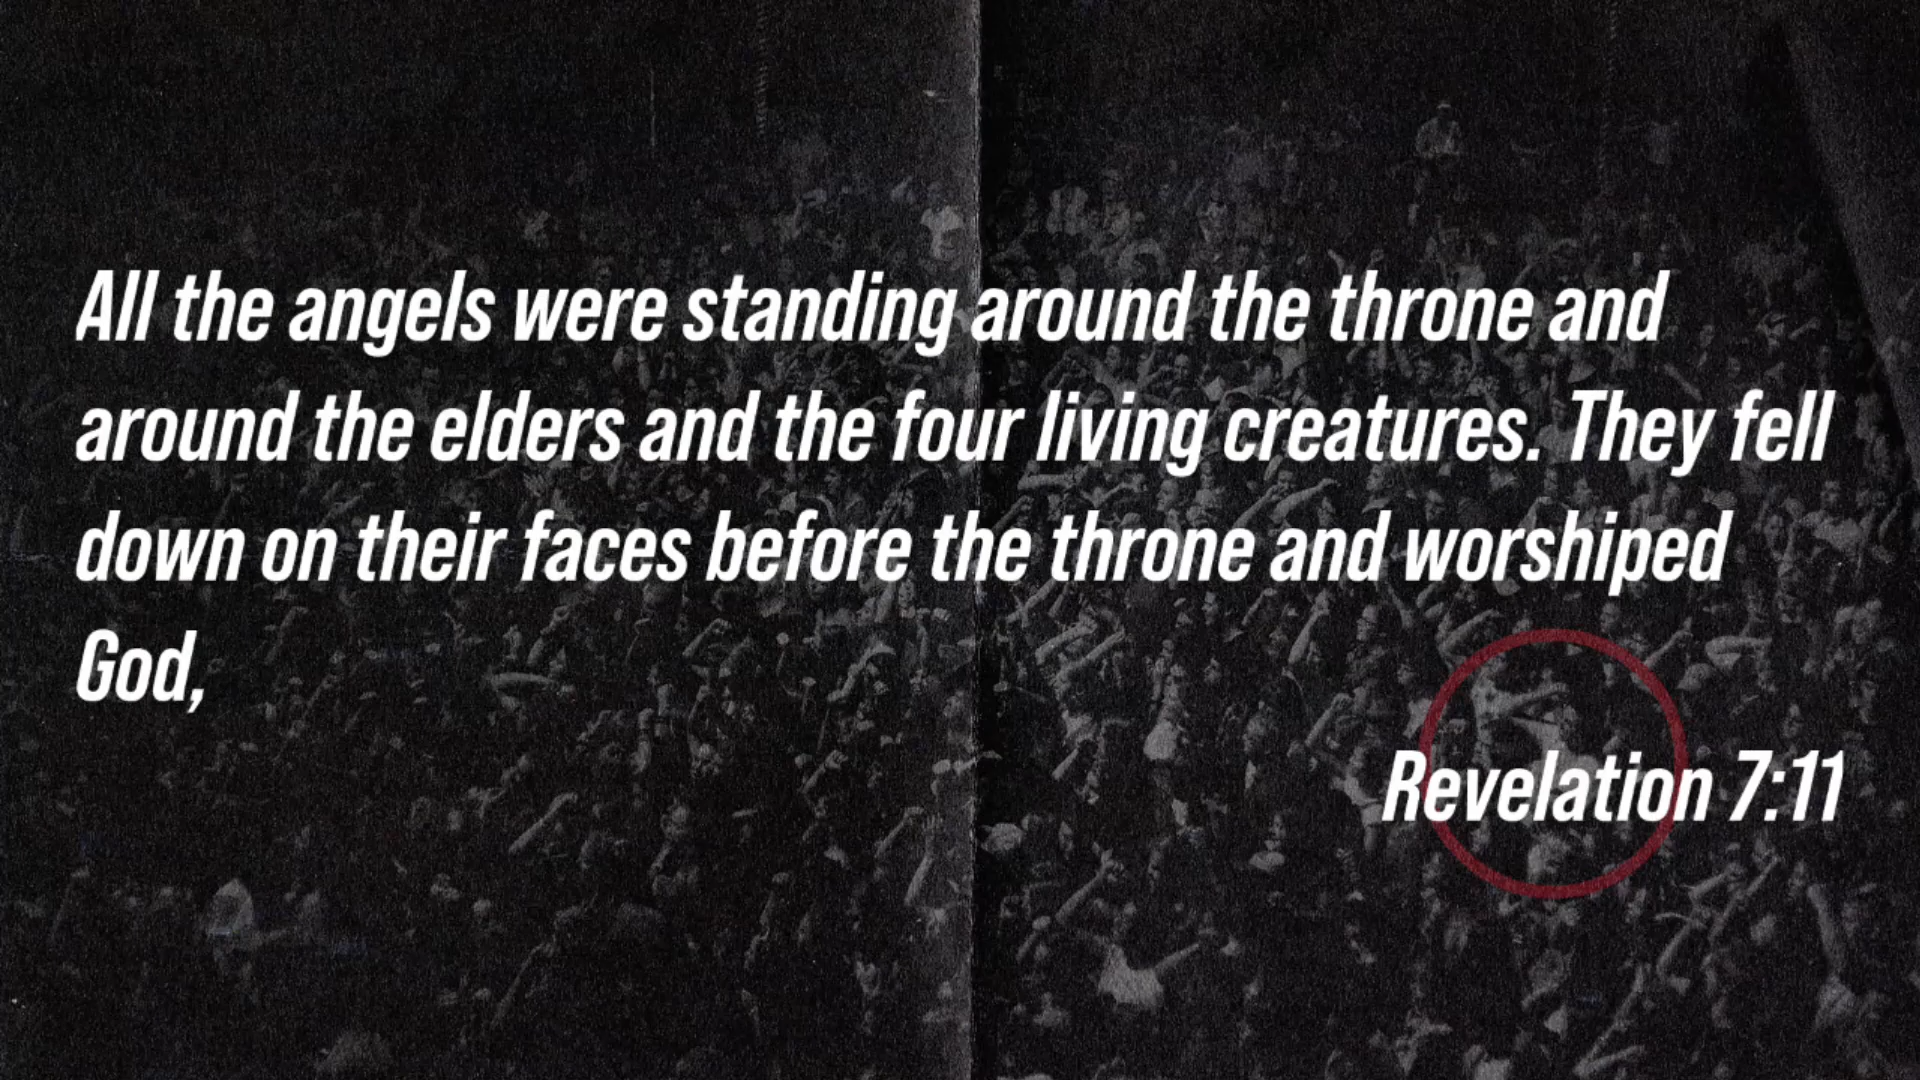 All the angels were standing around the throne and
around the elders and the four living creatures. They fell
down on their faces before the throne and worshiped
God,
Revelation 7:11